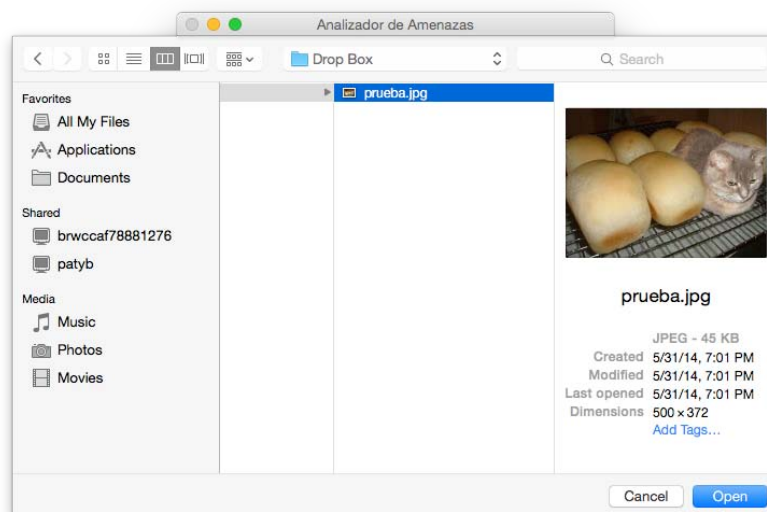 Analizador de Amenazas
Drop Box
Search
Favorites
All My Files
Applications
Documents
Shared
brwccaf78881276
patyb
Media
Music
Photos
Movies
prueba.jpg
prueba.jpg
JPEG - 45 KB
Created 5/31/14, 7:01 PM
Modified 5/31/14, 7:01 PM
Last opened 5/31/14, 7:01 PM
Dimensions 500 × 372
Add Tags...
Cancel
Open